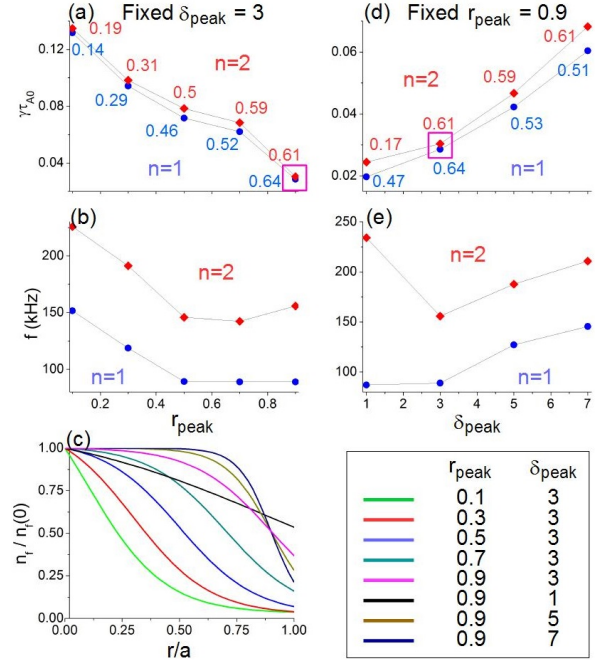 (a) Fixed δpeak = 3
(d) Fixed rpeak = 0.9
γτA0
0.12
0.08
0.04
0.19
0.14
0.31
0.29
n=2
0.5
0.46
0.59
0.52
0.61
0.64
n=1
0.06
0.04
0.02
n=2
0.17
0.47
0.61
0.64
0.59
0.53
0.61
0.51
n=1
(b)
f (kHz)
200
150
100
n=2
n=1
0.2 0.4 0.6 0.8
rpeak
(e)
250
200
150
100
n=2
n=1
1 2 3 4 5 6 7
δpeak
(c)
nf / nf(0)
1.00
0.75
0.50
0.25
0.00
0.00 0.25 0.50 0.75 1.00
r/a
rpeak δpeak
0.1 3
0.3 3
0.5 3
0.7 3
0.9 3
0.9 1
0.9 5
0.9 7